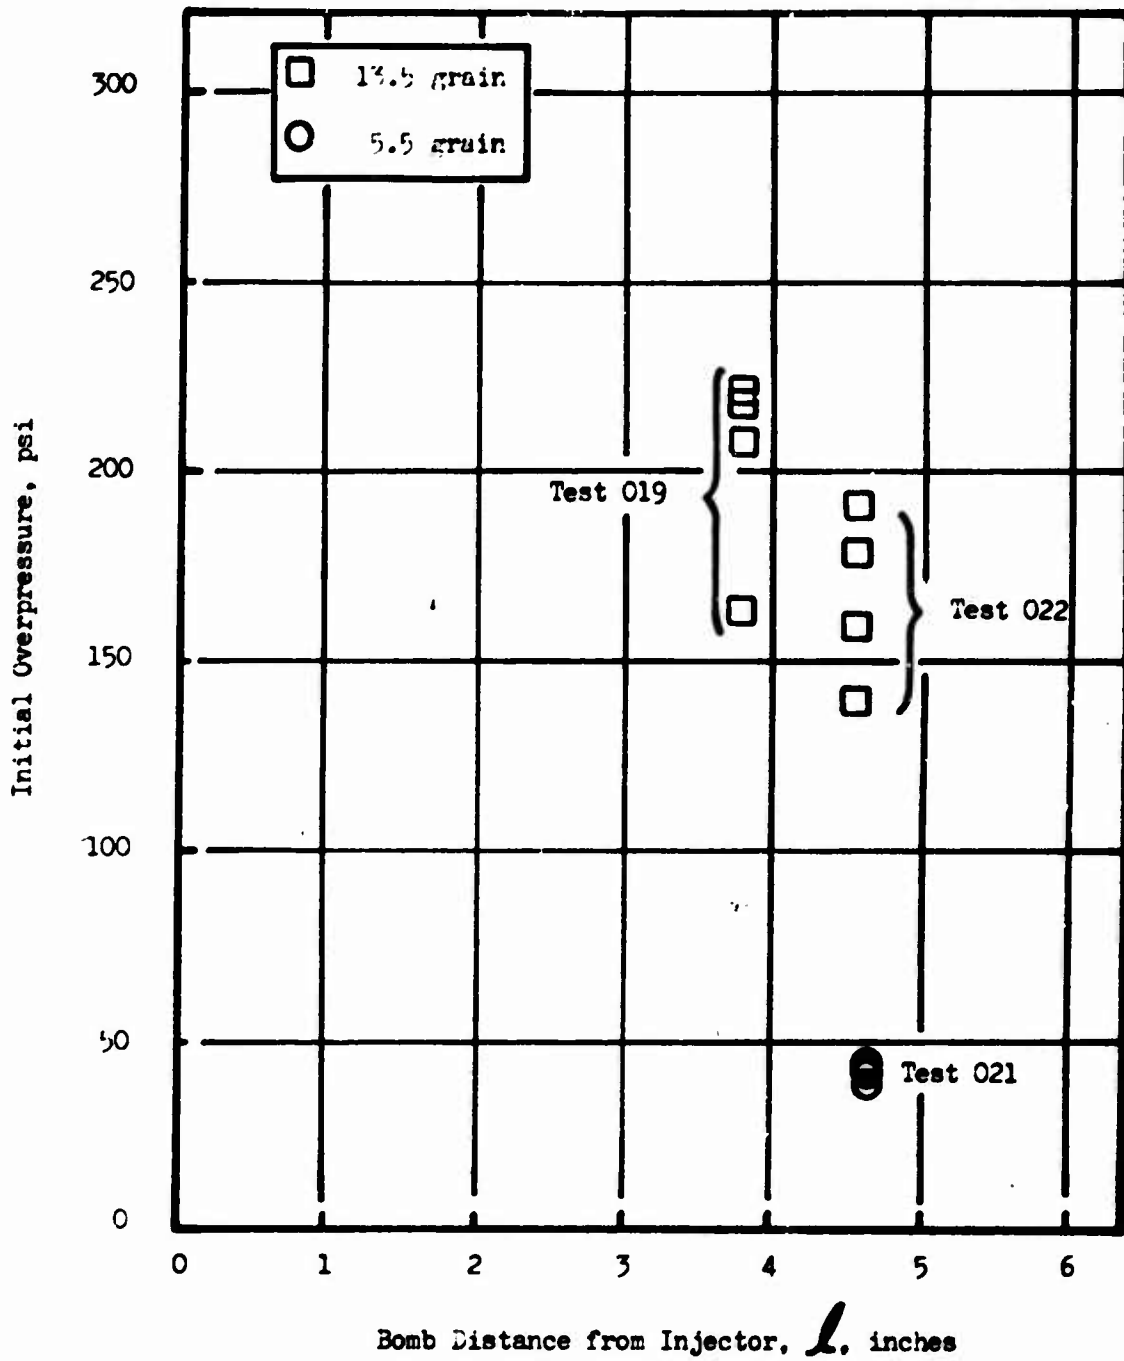 300
13.5 grain
5.5 grain
250
200
Test 019
150
Test 022
100
50
Test 021
0
0 1 2 3 4 5 6
Initial Overpressure, psi
Bomb Distance from Injector, l, inches